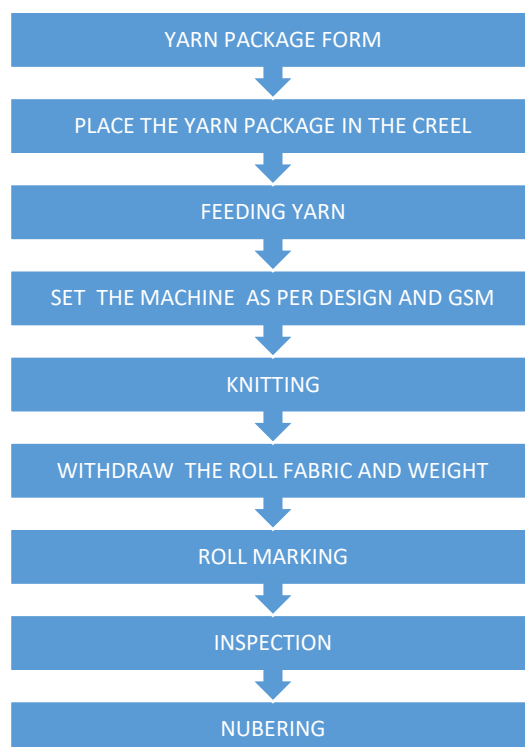 YARN PACKAGE FORM
PLACE THE YARN PACKAGE IN THE CREEL
FEEDING YARN
SET THE MACHINE AS PER DESIGN AND GSM
KNITTING
WITHDRAW THE ROLL FABRIC AND WEIGHT
ROLL MARKING
INSPECTION
NUBERING